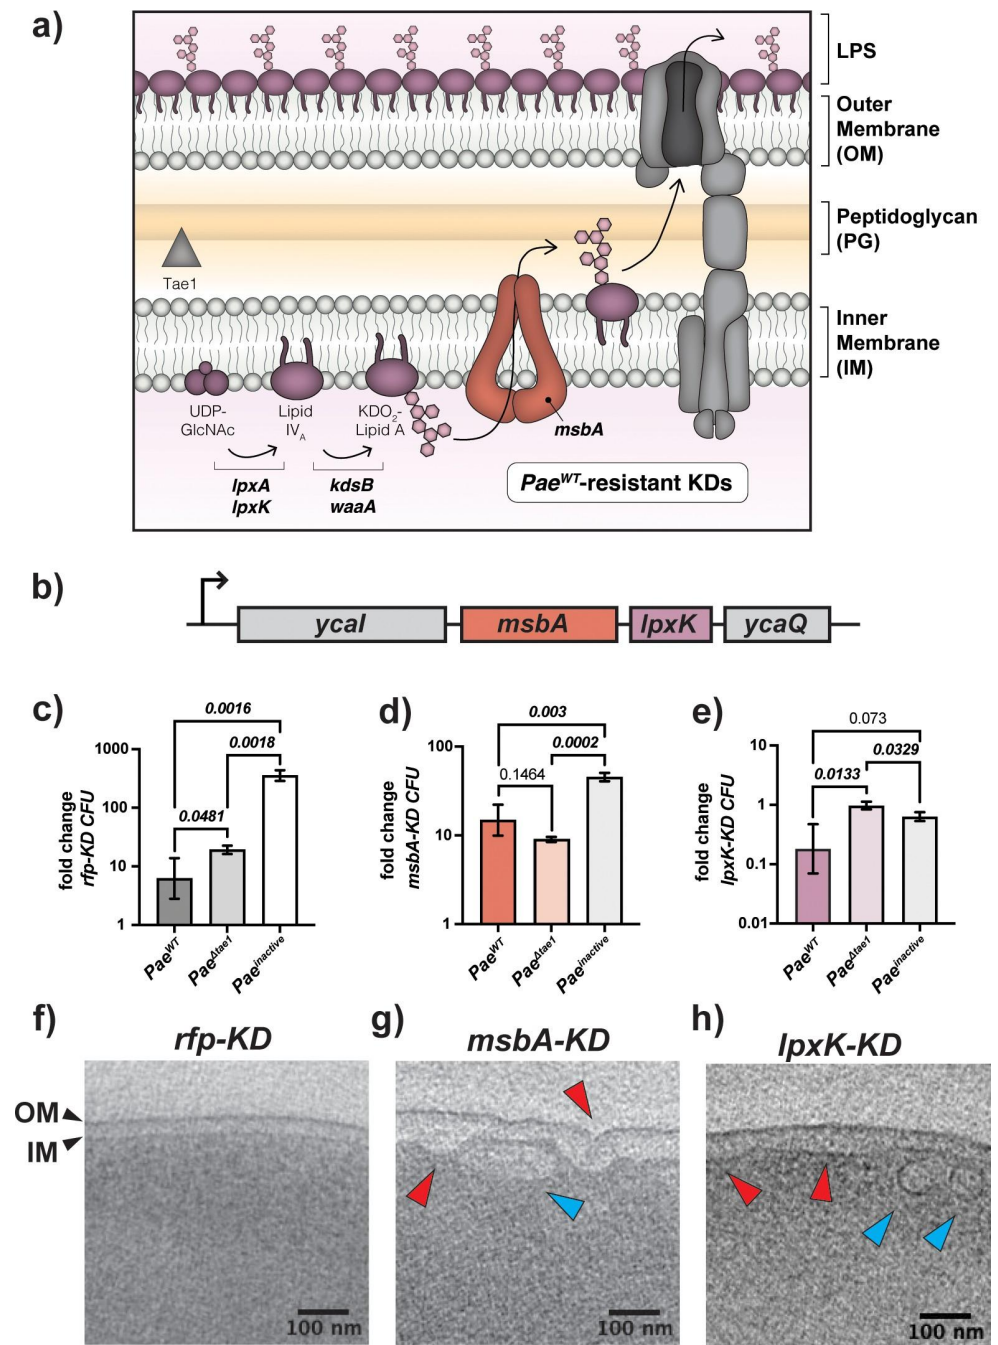 a)
LPS
Outer
Membrane
(OM)
Peptidoglycan
(PG)
Tae1
Inner
Membrane
(IM)
UDP-
GlcNAc
Lipid
IVA
KDO2-
Lipid A
msbA
lpxA
lpxK
kdsB
waaA
PaeWT-resistant KDs
b)
ycaI
msbA
lpxK
ycaQ
c)
0.0016
0.0018
0.0481
fold change
rfp-KD CFU
1000
100
10
1
PaeWT
PaeΔtae1
Paeinactive
d)
0.003
0.0002
0.1464
fold change
msbA-KD CFU
100
10
1
PaeWT
PaeΔtae1
Paeinactive
e)
0.073
0.0329
0.0133
fold change
lpxK-KD CFU
10
1
0.1
0.01
PaeWT
PaeΔtae1
Paeinactive
f)
rfp-KD
OM
IM
100 nm
g)
msbA-KD
100 nm
h)
lpxK-KD
100 nm